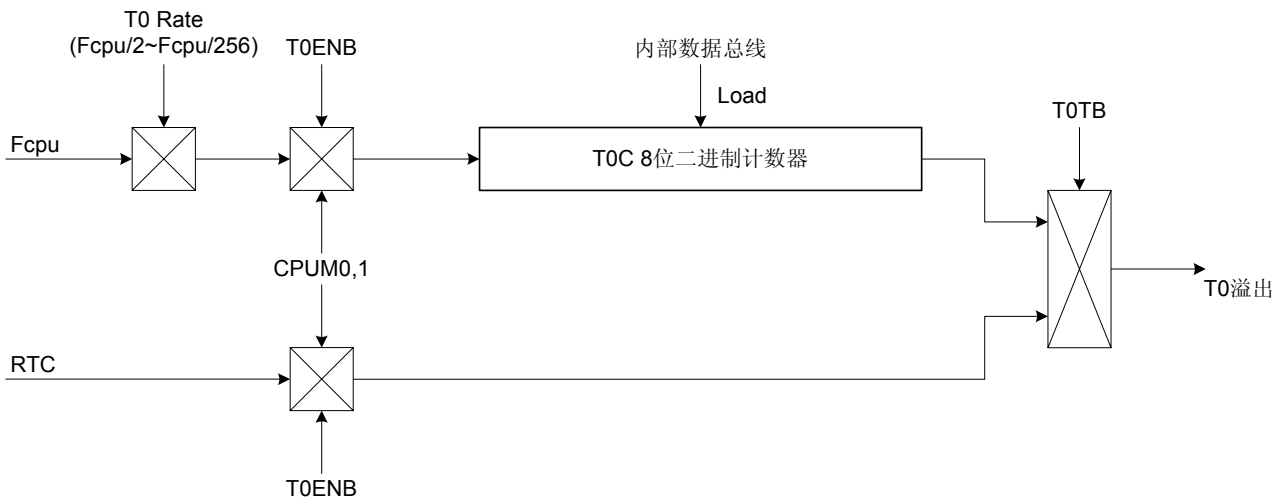 T0 Rate
(Fcpu/2~Fcpu/256)
T0ENB
内部数据总线
Load
T0TB
Fcpu
T0C 8位二进制计数器
CPUM0,1
T0溢出
RTC
T0ENB